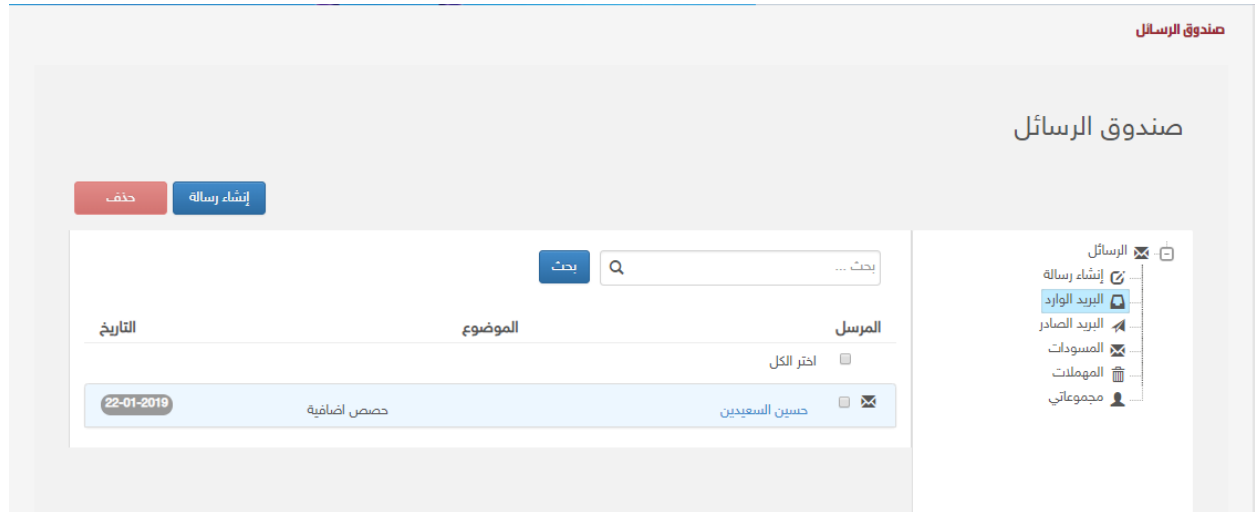 صندوق الرسائل
صندوق الرسائل
إنشاء رسالة
حذف
الرسائل
إنشاء رسالة
البريد الوارد
البريد الصادر
المسودات
المهملات
مجموعاتي
بحث ...
بحث
المرسل الموضوع التاريخ
اختر الكل
حسين السعيدين حصص اضافية 22-01-2019